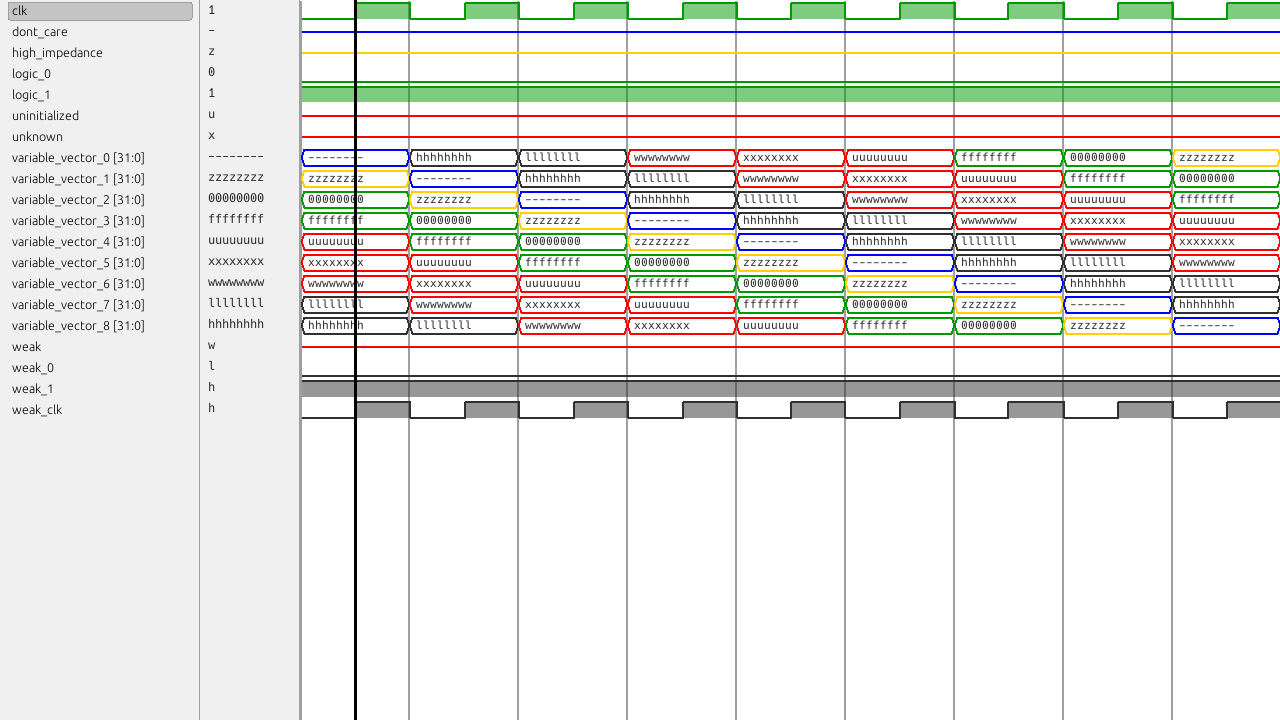 clk 1
dont_care -
high_impedance z
logic_0 0
logic_1 1
uninitialized u
unknown x
variable_vector_0 [31:0] -------- -------- hhhhhhhh llllllll wwwwwwww xxxxxxxx uuuuuuuu ffffffff 00000000 zzzzzzzz
variable_vector_1 [31:0] zzzzzzzz zzzzzzzz -------- hhhhhhhh llllllll wwwwwwww xxxxxxxx uuuuuuuu ffffffff 00000000
variable_vector_2 [31:0] 00000000 00000000 zzzzzzzz -------- hhhhhhhh llllllll wwwwwwww xxxxxxxx uuuuuuuu ffffffff
variable_vector_3 [31:0] ffffffff ffffffff 00000000 zzzzzzzz -------- hhhhhhhh llllllll wwwwwwww xxxxxxxx uuuuuuuu
variable_vector_4 [31:0] uuuuuuuu uuuuuuuu ffffffff 00000000 zzzzzzzz -------- hhhhhhhh llllllll wwwwwwww xxxxxxxx
variable_vector_5 [31:0] xxxxxxxx xxxxxxxx uuuuuuuu ffffffff 00000000 zzzzzzzz -------- hhhhhhhh llllllll wwwwwwww
variable_vector_6 [31:0] wwwwwwww wwwwwwww xxxxxxxx uuuuuuuu ffffffff 00000000 zzzzzzzz -------- hhhhhhhh llllllll
variable_vector_7 [31:0] llllllll llllllll wwwwwwww xxxxxxxx uuuuuuuu ffffffff 00000000 zzzzzzzz -------- hhhhhhhh
variable_vector_8 [31:0] hhhhhhhh hhhhhhhh llllllll wwwwwwww xxxxxxxx uuuuuuuu ffffffff 00000000 zzzzzzzz --------
weak w
weak_0 l
weak_1 h
weak_clk h